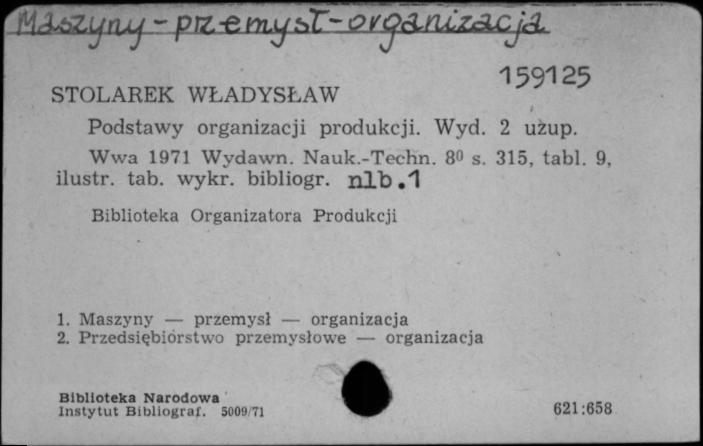 Maszyny - przemysł - organizacja
159125
STOLAREK WŁADYSŁAW
Podstawy organizacji produkcji. Wyd. 2 uzup.
Wwa 1971 Wydawn. Nauk.-Techn. 8⁰ s. 315, tabl. 9,
ilustr. tab. wykr. bibliogr. nlb.1
Biblioteka Organizatora Produkcji
1. Maszyny — przemysł — organizacja
2. Przedsiębiórstwo przemysłowe — organizacja
Biblioteka Narodowa
Instytut Bibliograf. 5009/71
621:658